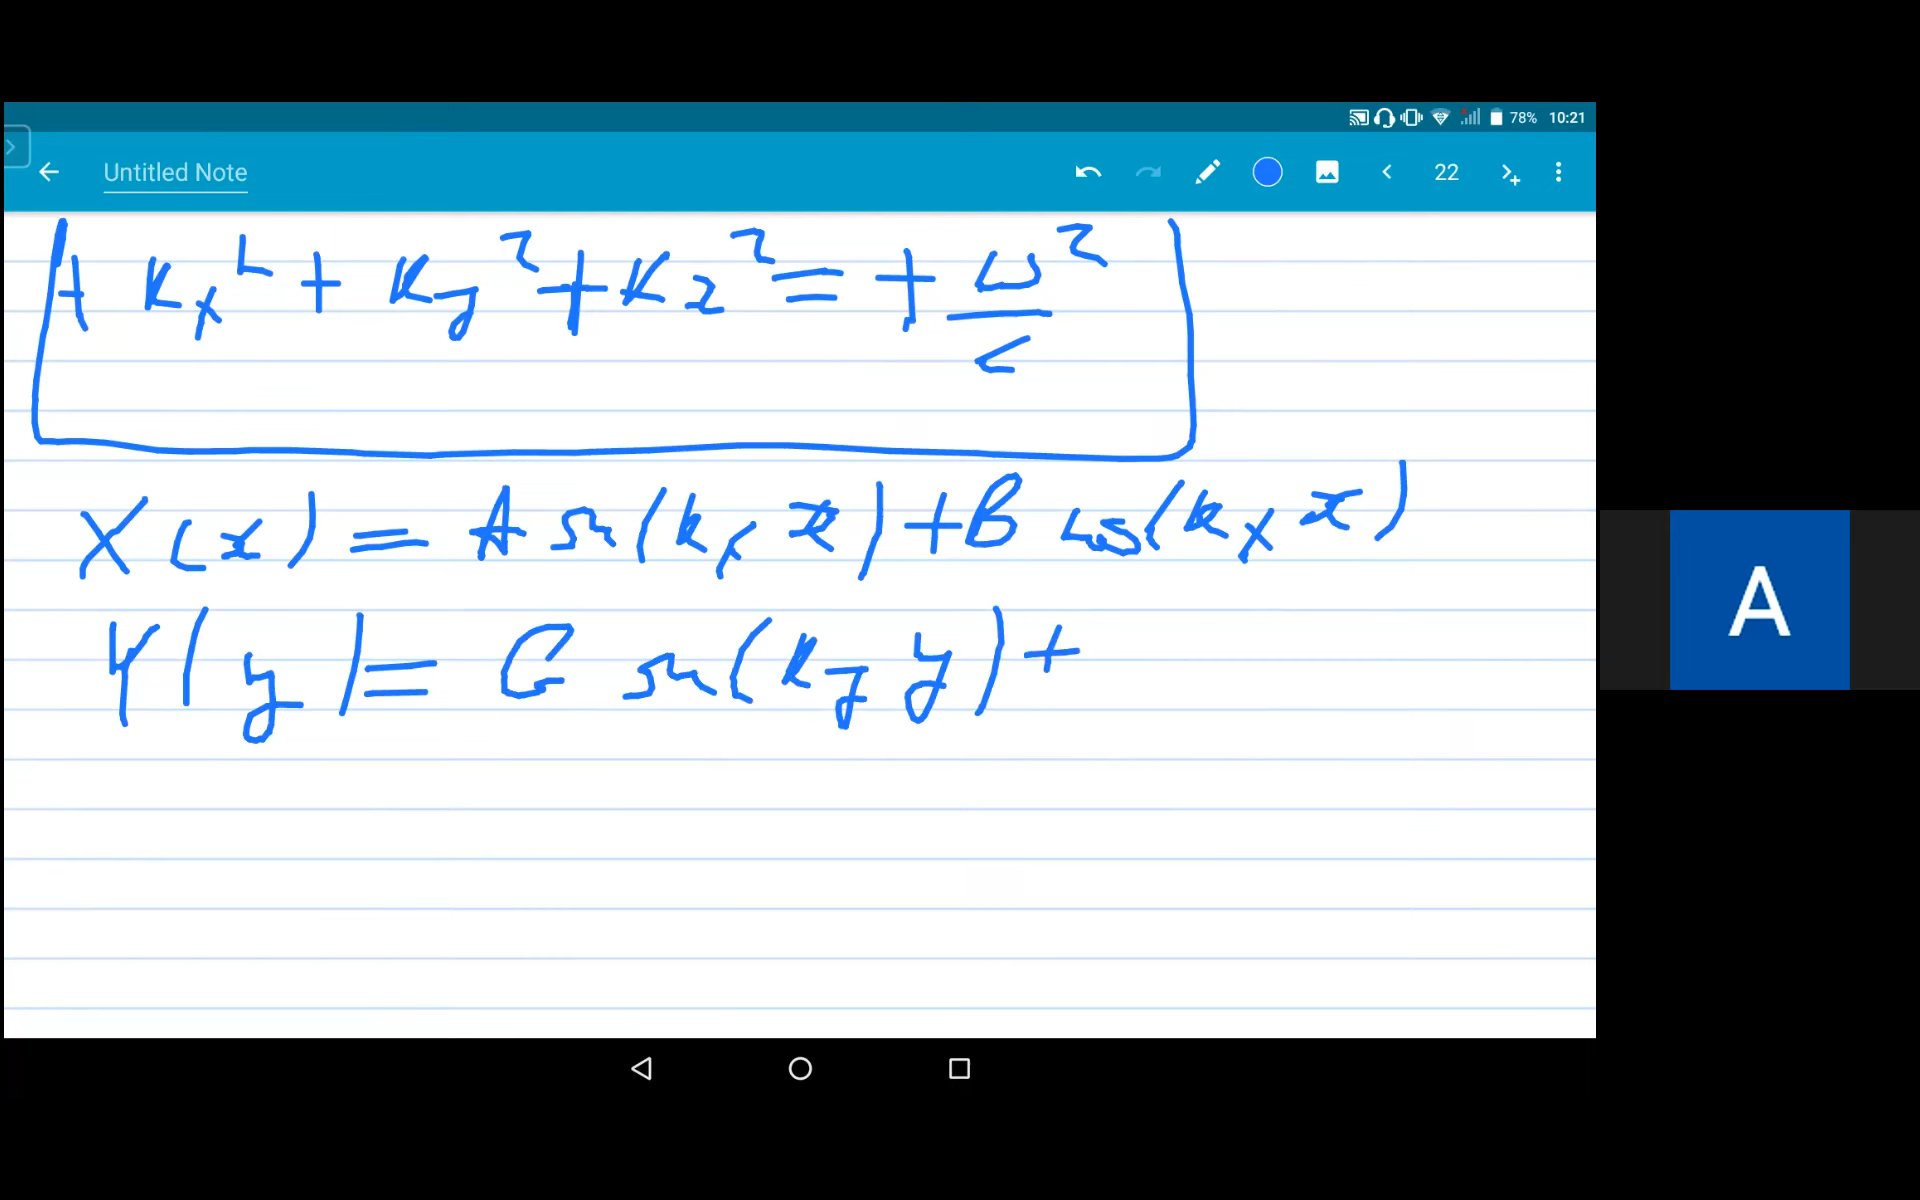 78% 10:21
Untitled Note 22
+ kx² + ky² + kz² = + ω²/c
X(x) = A sin(kx x) + B cos(kx x)
Y(y) = C sin(ky y) +
A